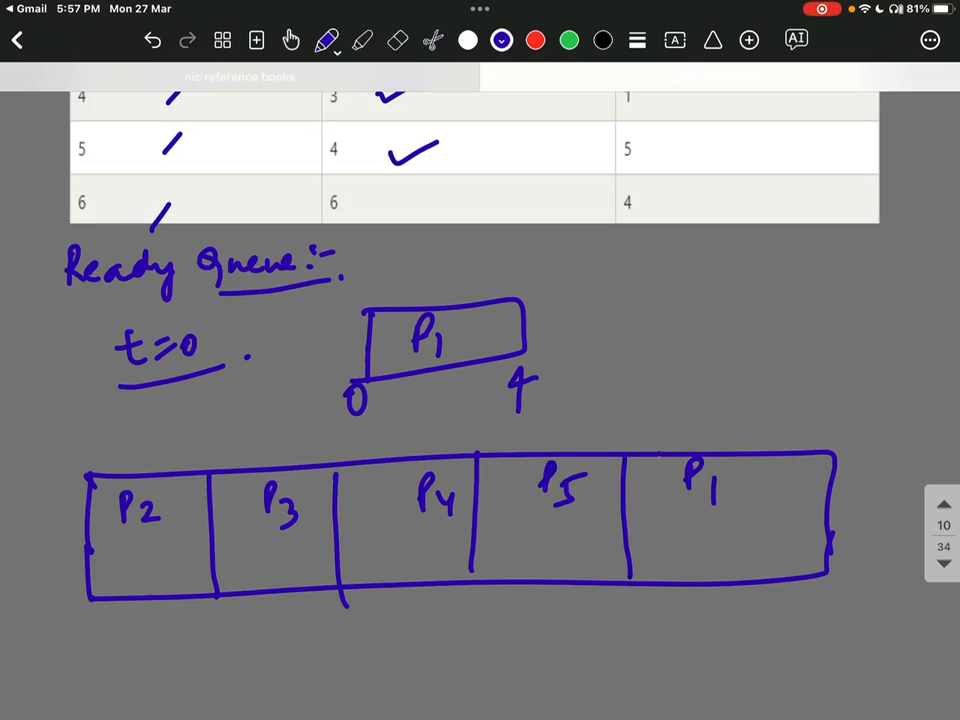 Gmail 5:57 PM Mon 27 Mar 81%
AI
nic reference books
4 3 1
5 4 5
6 6 4
Ready Queue:-
t=0 P1
0 4
P2 P3 P4 P5 P1
10
34